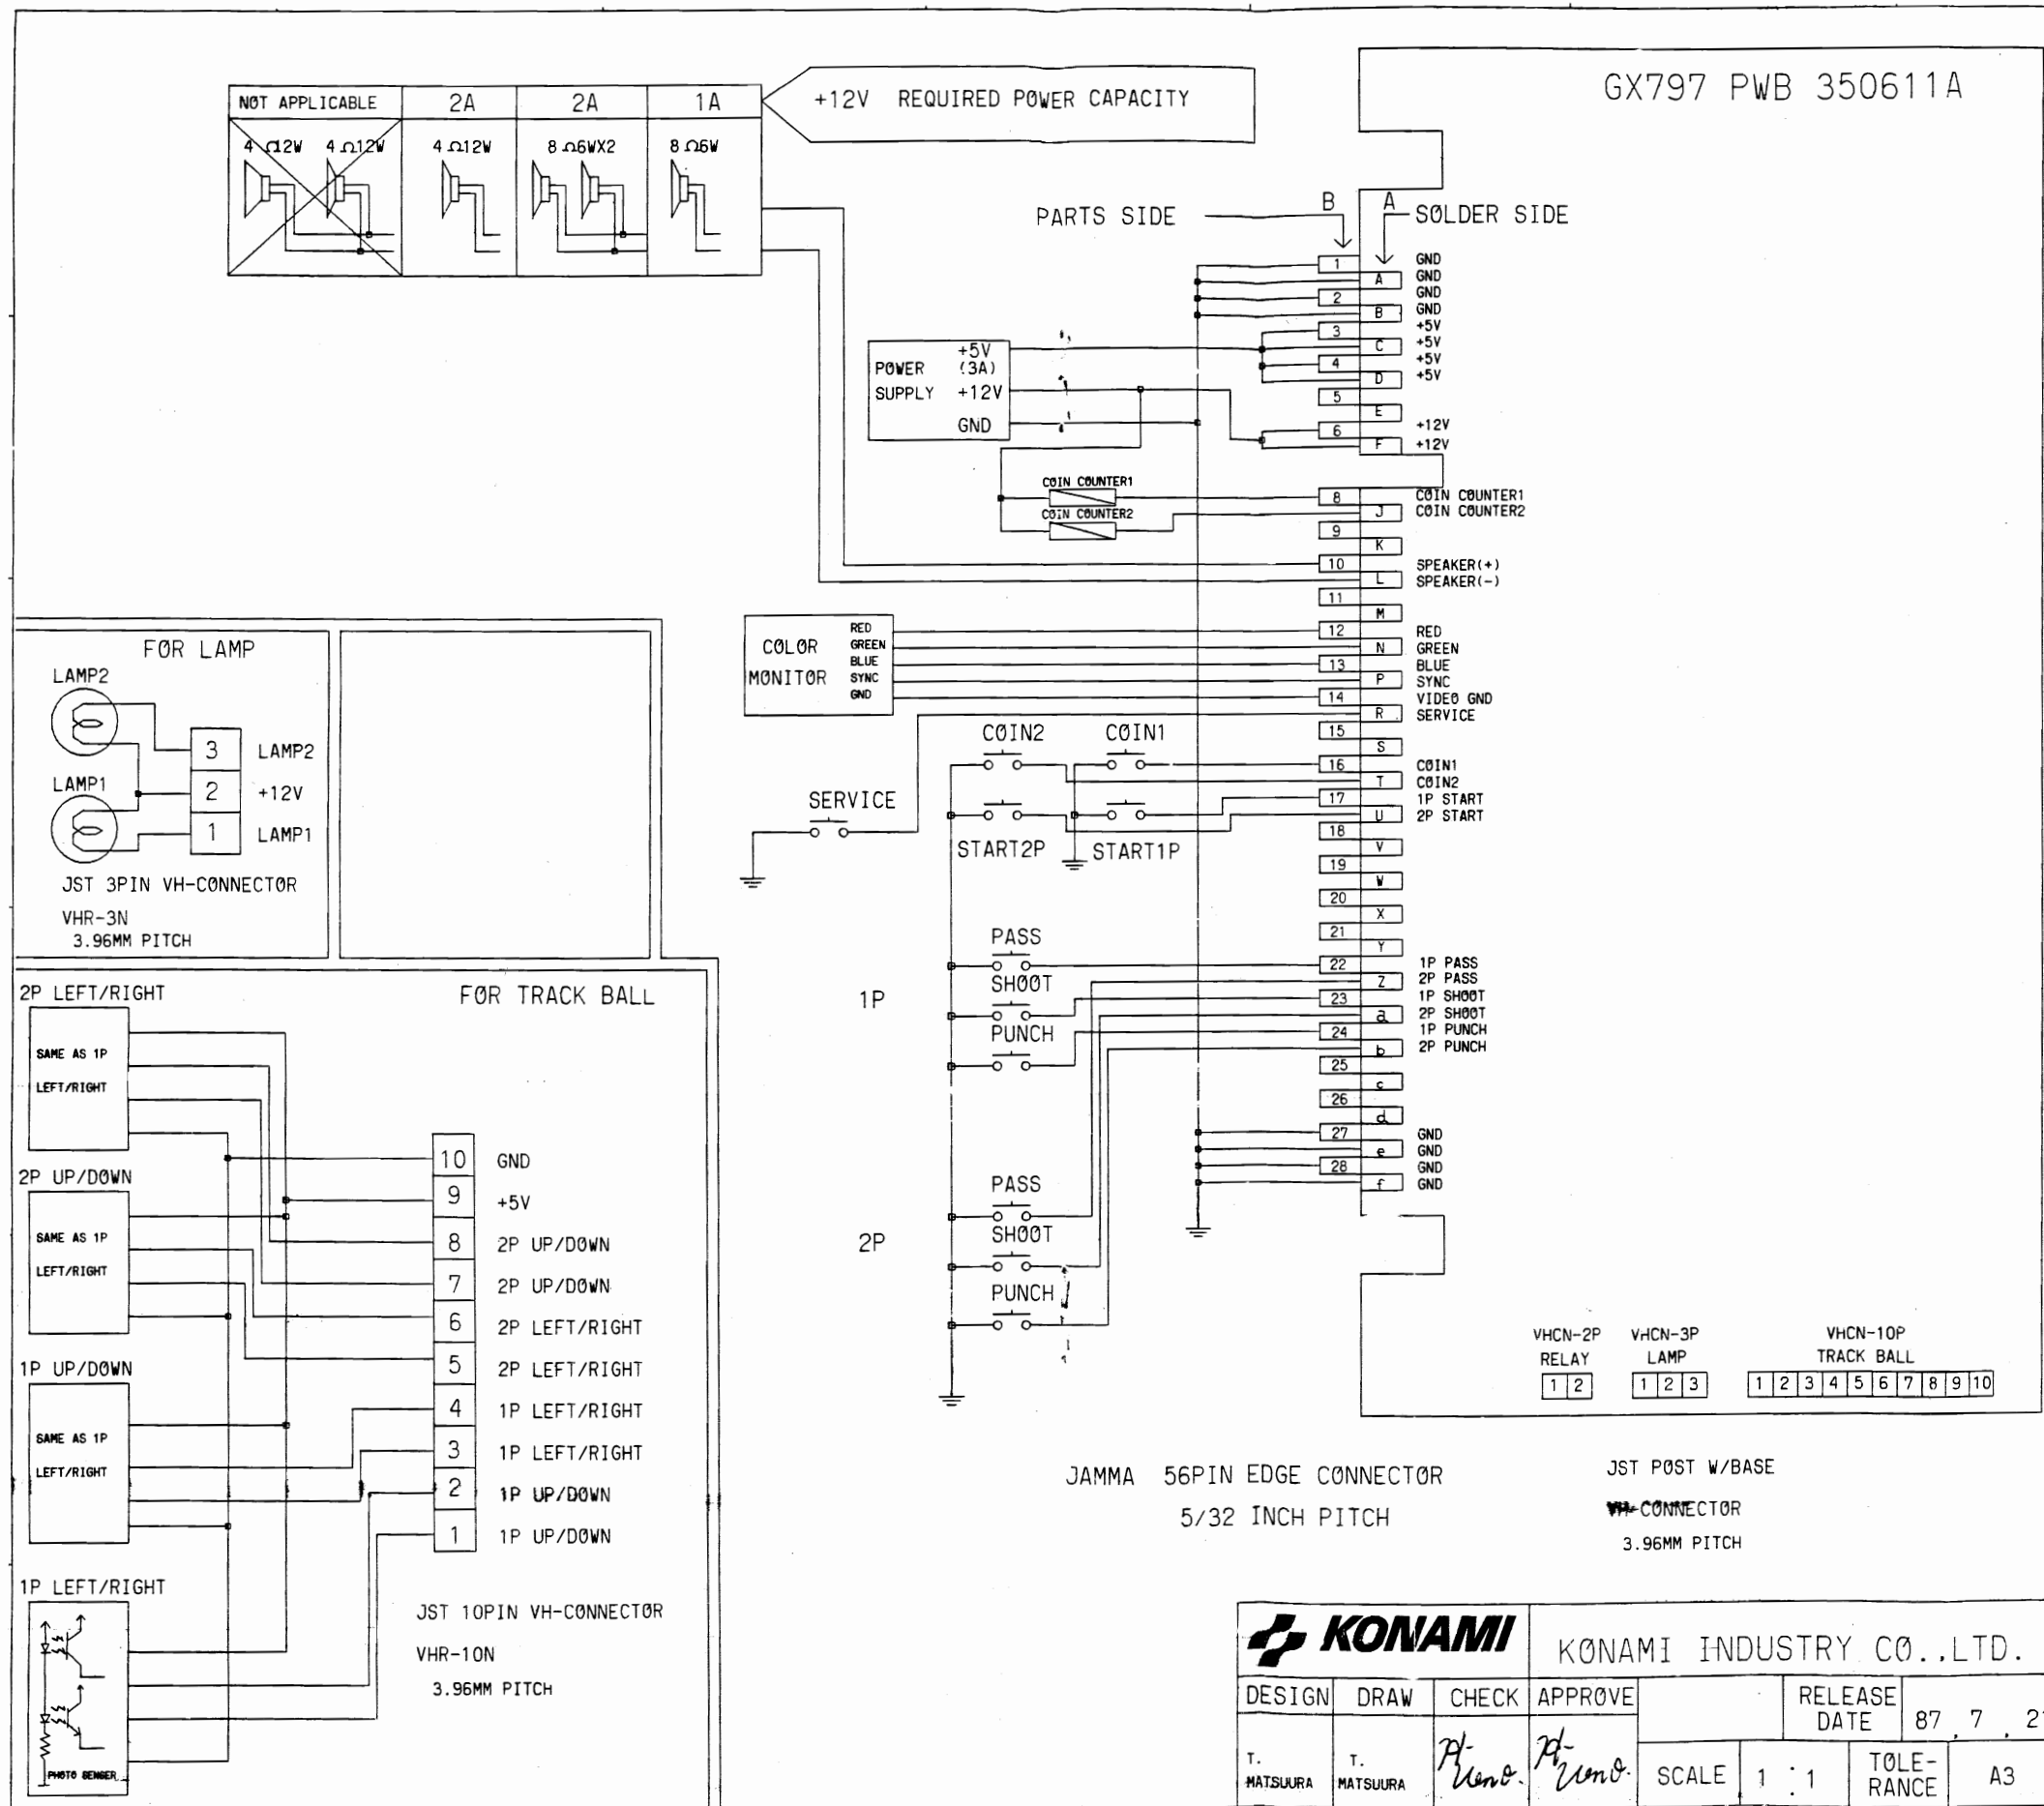 GX797 PWB 350611A
NOT APPLICABLE 2A 2A 1A
+12V REQUIRED POWER CAPACITY
4Ω12W 4Ω12W 4Ω12W 8Ω6WX2 8Ω6W
PARTS SIDE B A SOLDER SIDE
1 GND
A GND
2 GND
B GND
3 +5V
C +5V
4 +5V
D +5V
5
E
6 +12V
F +12V
8 COIN COUNTER1
J COIN COUNTER2
9
K
10 SPEAKER(+)
L SPEAKER(-)
11
M
12 RED
N GREEN
13 BLUE
P SYNC
14 VIDEO GND
R SERVICE
15
S
16 COIN1
T COIN2
17 1P START
U 2P START
18
V
19
W
20
X
21
Y
22 1P PASS
Z 2P PASS
23 1P SHOOT
a 2P SHOOT
24 1P PUNCH
b 2P PUNCH
25
c
26
d
27 GND
e GND
28 GND
f GND
POWER SUPPLY
+5V
(3A)
+12V
GND
COIN COUNTER1
COIN COUNTER2
COLOR MONITOR
RED
GREEN
BLUE
SYNC
GND
COIN2 COIN1
SERVICE
START2P START1P
1P
PASS
SHOOT
PUNCH
2P
PASS
SHOOT
PUNCH
FOR LAMP
LAMP2
LAMP1
3 LAMP2
2 +12V
1 LAMP1
JST 3PIN VH-CONNECTOR
VHR-3N
3.96MM PITCH
FOR TRACK BALL
2P LEFT/RIGHT
SAME AS 1P
LEFT/RIGHT
2P UP/DOWN
SAME AS 1P
LEFT/RIGHT
1P UP/DOWN
SAME AS 1P
LEFT/RIGHT
1P LEFT/RIGHT
PHOTO SENSER
10 GND
9 +5V
8 2P UP/DOWN
7 2P UP/DOWN
6 2P LEFT/RIGHT
5 2P LEFT/RIGHT
4 1P LEFT/RIGHT
3 1P LEFT/RIGHT
2 1P UP/DOWN
1 1P UP/DOWN
JST 10PIN VH-CONNECTOR
VHR-10N
3.96MM PITCH
VHCN-2P VHCN-3P VHCN-10P
RELAY LAMP TRACK BALL
1 2 1 2 3 1 2 3 4 5 6 7 8 9 10
JAMMA 56PIN EDGE CONNECTOR
5/32 INCH PITCH
JST POST W/BASE
VH-CONNECTOR
3.96MM PITCH
KONAMI KONAMI INDUSTRY CO.,LTD.
DESIGN DRAW CHECK APPROVE RELEASE DATE 87 . 7 .
T. MATSUURA T. MATSUURA H. Ueno. H. Ueno. SCALE 1 : 1 TOLE-RANCE A3